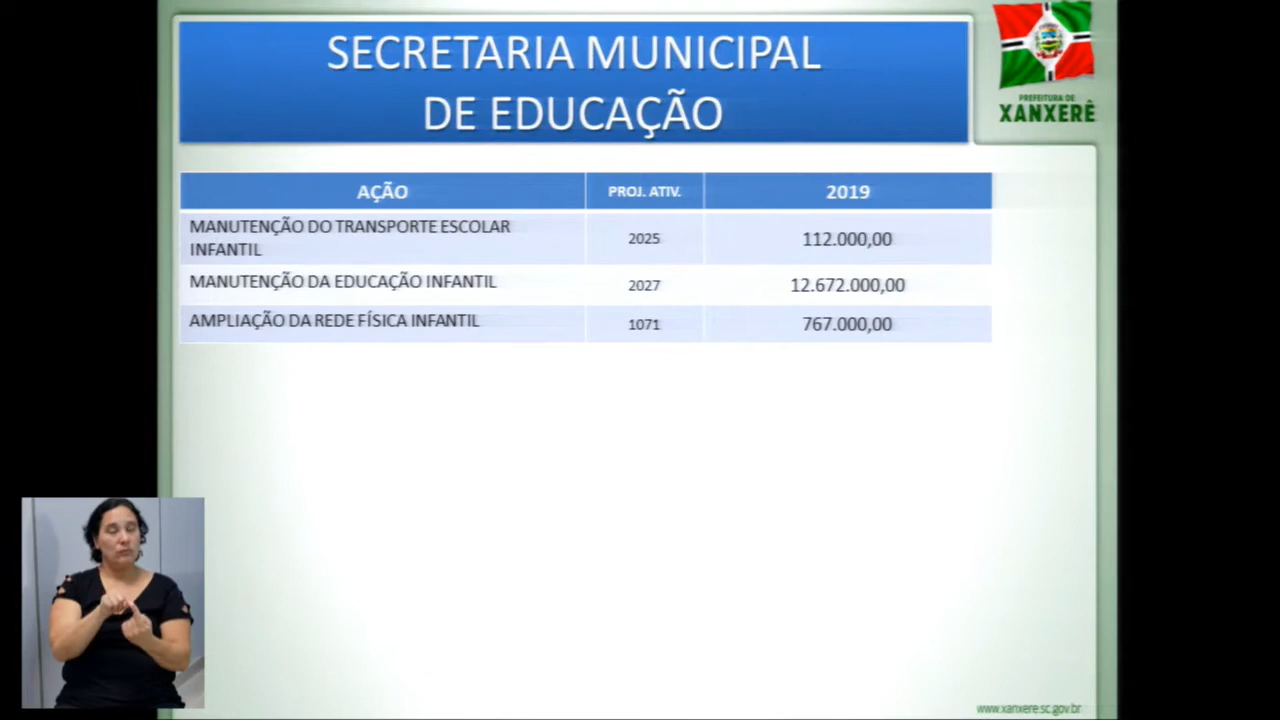 SECRETARIA MUNICIPAL
DE EDUCAÇÃO
PREFEITURA DE
XANXERÊ
AÇÃO PROJ. ATIV. 2019
MANUTENÇÃO DO TRANSPORTE ESCOLAR
INFANTIL 2025 112.000,00
MANUTENÇÃO DA EDUCAÇÃO INFANTIL 2027 12.672.000,00
AMPLIAÇÃO DA REDE FÍSICA INFANTIL 1071 767.000,00
www.xanxere.sc.gov.br